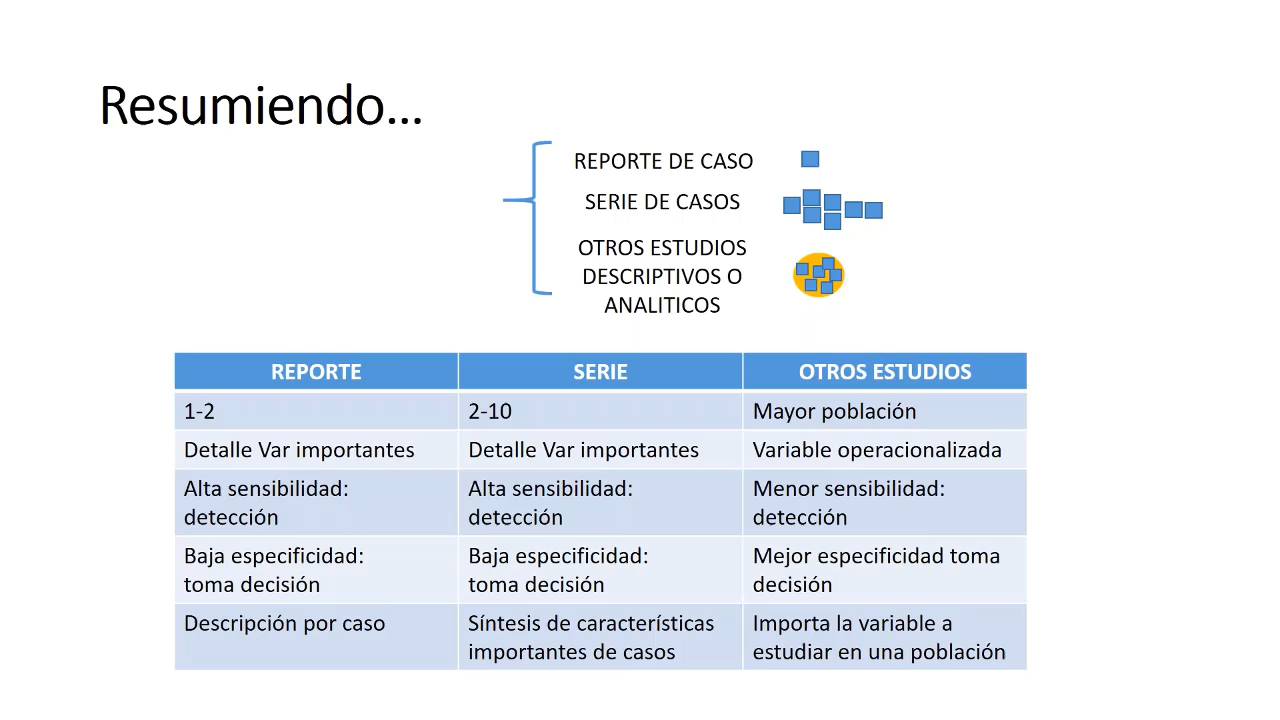 Resumiendo...
REPORTE DE CASO
SERIE DE CASOS
OTROS ESTUDIOS
DESCRIPTIVOS O
ANALITICOS
REPORTE SERIE OTROS ESTUDIOS
1-2 2-10 Mayor población
Detalle Var importantes Detalle Var importantes Variable operacionalizada
Alta sensibilidad: Alta sensibilidad: Menor sensibilidad:
detección detección detección
Baja especificidad: Baja especificidad: Mejor especificidad toma
toma decisión toma decisión decisión
Descripción por caso Síntesis de características Importa la variable a
importantes de casos estudiar en una población